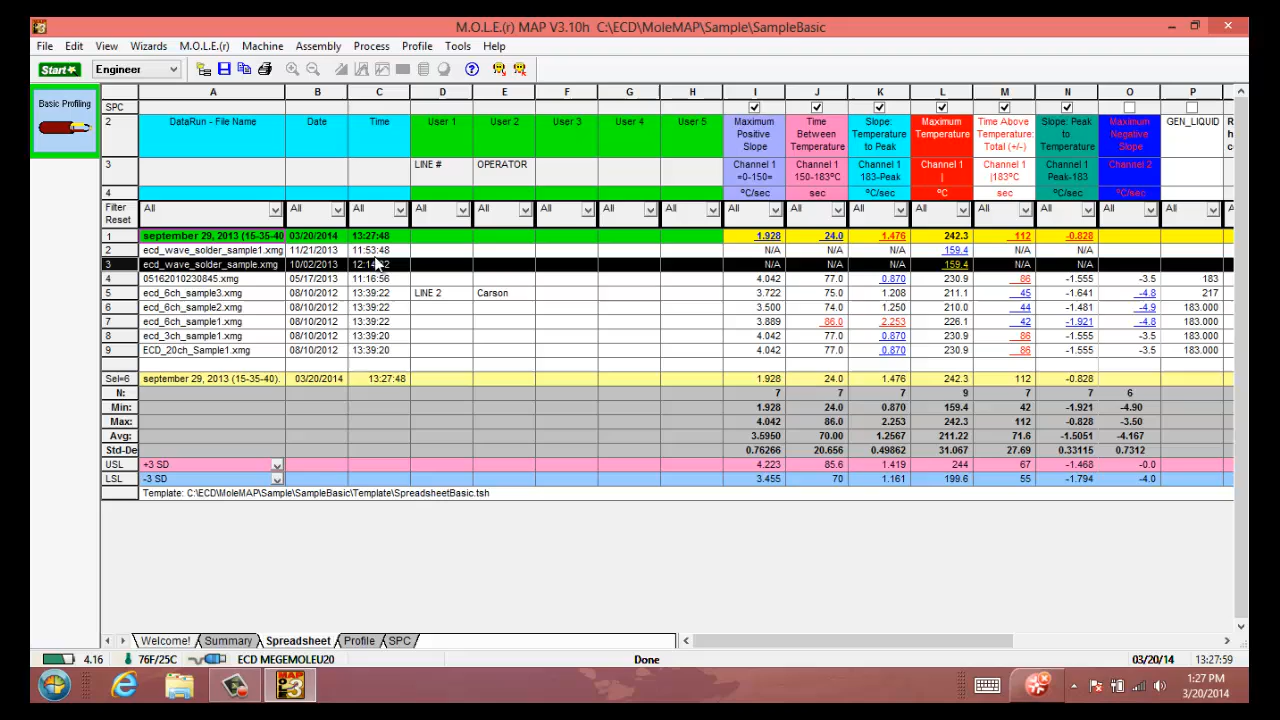 M.O.L.E.(r) MAP V3.10h C:\ECD\MoleMAP\Sample\SampleBasic
File Edit View Wizards M.O.L.E.(r) Machine Assembly Process Profile Tools Help
Start Engineer
Basic Profiling
A B C D E F G H I J K L M N O P
SPC
2 DataRun - File Name Date Time User 1 User 2 User 3 User 4 User 5 Maximum Positive Slope Time Between Temperature Slope: Temperature to Peak Maximum Temperature Time Above Temperature: Total (+/-) Slope: Peak to Temperature Maximum Negative Slope GEN_LIQUID
3 LINE # OPERATOR Channel 1 =0-150= Channel 1 150-183ºC Channel 1 183-Peak Channel 1 | Channel 1 |183ºC Channel 1 Peak-183 Channel 2
4 ºC/sec sec ºC/sec ºC sec ºC/sec ºC/sec
Filter Reset All All All All All All All All All All All All All All All All
1 september 29, 2013 (15-35-40 03/20/2014 13:27:48 1.928 24.0 1.476 242.3 112 -0.828
2 ecd_wave_solder_sample1.xmg 11/21/2013 11:53:48 N/A N/A N/A 159.4 N/A N/A
3 ecd_wave_solder_sample.xmg 10/02/2013 N/A N/A N/A 159.4 N/A N/A
4 05162010230845.xmg 05/17/2013 11:16:56 4.042 77.0 0.870 230.9 86 -1.555 -3.5 183
5 ecd_6ch_sample3.xmg 08/10/2012 13:39:22 LINE 2 Carson 3.722 75.0 1.208 211.1 45 -1.641 -4.8 217
6 ecd_6ch_sample2.xmg 08/10/2012 13:39:22 3.500 74.0 1.250 210.0 44 -1.481 -4.9 183.000
7 ecd_6ch_sample1.xmg 08/10/2012 13:39:22 3.889 86.0 2.253 226.1 42 -1.921 -4.8 183.000
8 ecd_3ch_sample1.xmg 08/10/2012 13:39:20 4.042 77.0 0.870 230.9 86 -1.555 -3.5 183.000
9 ECD_20ch_Sample1.xmg 08/10/2012 13:39:20 4.042 77.0 0.870 230.9 86 -1.555 -3.5 183.000
Sel=6 september 29, 2013 (15-35-40). 03/20/2014 13:27:48 1.928 24.0 1.476 242.3 112 -0.828
N: 7 7 7 9 7 7 6
Min: 1.928 24.0 0.870 159.4 42 -1.921 -4.90
Max: 4.042 86.0 2.253 242.3 112 -0.828 -3.50
Avg: 3.5950 70.00 1.2567 211.22 71.6 -1.5051 -4.167
Std-De 0.76266 20.656 0.49862 31.067 27.69 0.33115 0.7312
USL +3 SD 4.223 85.6 1.419 244 67 -1.468 -0.0
LSL -3 SD 3.455 70 1.161 199.6 55 -1.794 -4.0
Template: C:\ECD\MoleMAP\Sample\SampleBasic\Template\SpreadsheetBasic.tsh
Welcome! Summary Spreadsheet Profile SPC
4.16 76F/25C ECD MEGEMOLEU20 Done 03/20/14 13:27:59
1:27 PM
3/20/2014